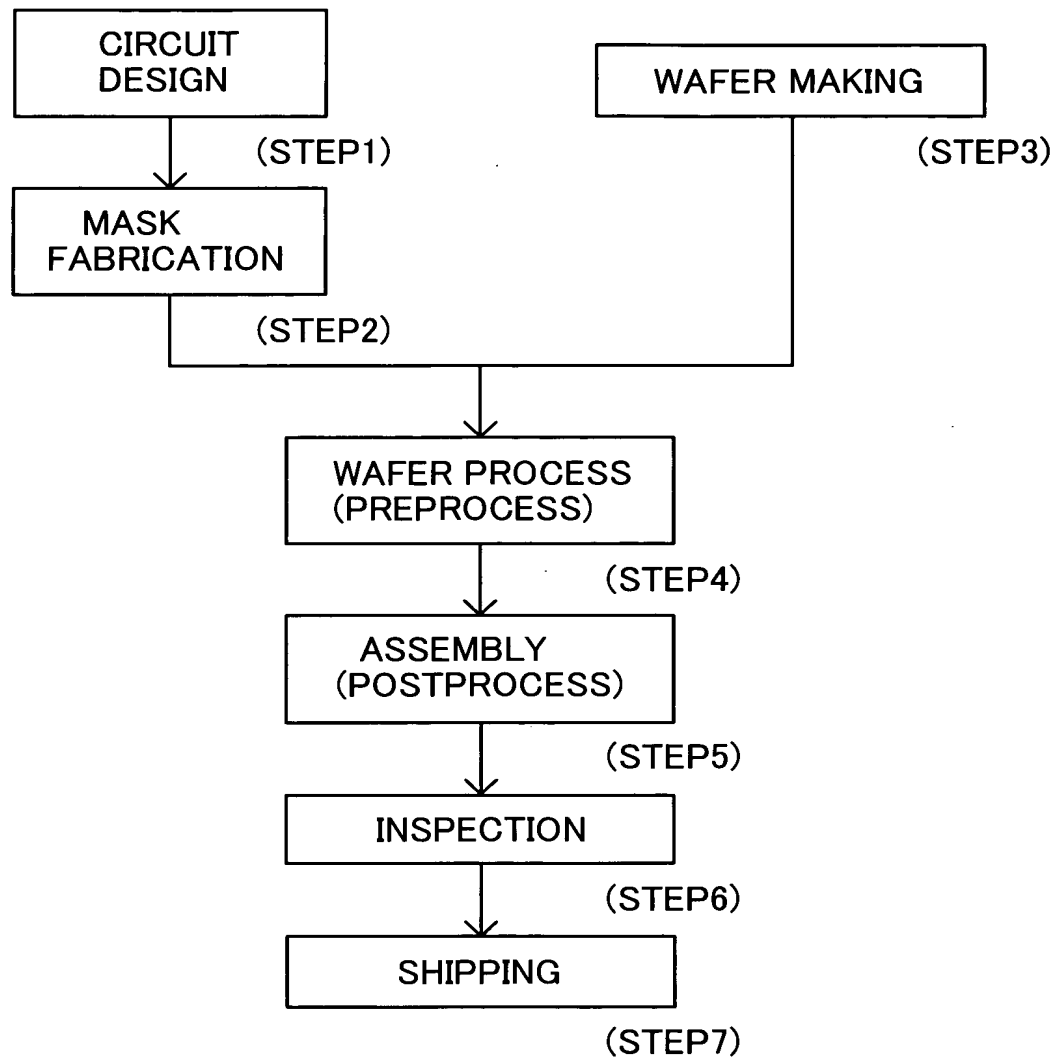 CIRCUIT
DESIGN
(STEP1)
MASK
FABRICATION
(STEP2)
WAFER MAKING
(STEP3)
WAFER PROCESS
(PREPROCESS)
(STEP4)
ASSEMBLY
(POSTPROCESS)
(STEP5)
INSPECTION
(STEP6)
SHIPPING
(STEP7)